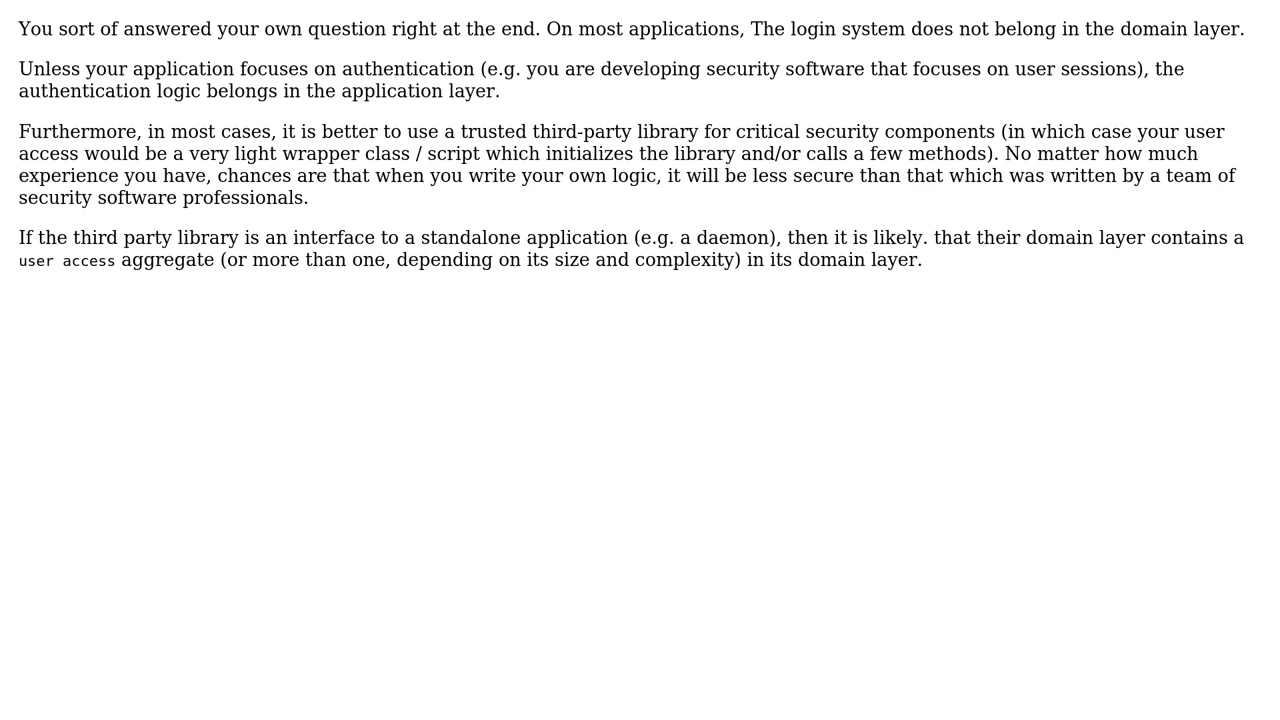 You sort of answered your own question right at the end. On most applications, The login system does not belong in the domain layer.
Unless your application focuses on authentication (e.g. you are developing security software that focuses on user sessions), the
authentication logic belongs in the application layer.
Furthermore, in most cases, it is better to use a trusted third-party library for critical security components (in which case your user
access would be a very light wrapper class / script which initializes the library and/or calls a few methods). No matter how much
experience you have, chances are that when you write your own logic, it will be less secure than that which was written by a team of
security software professionals.
If the third party library is an interface to a standalone application (e.g. a daemon), then it is likely. that their domain layer contains a
user access aggregate (or more than one, depending on its size and complexity) in its domain layer.